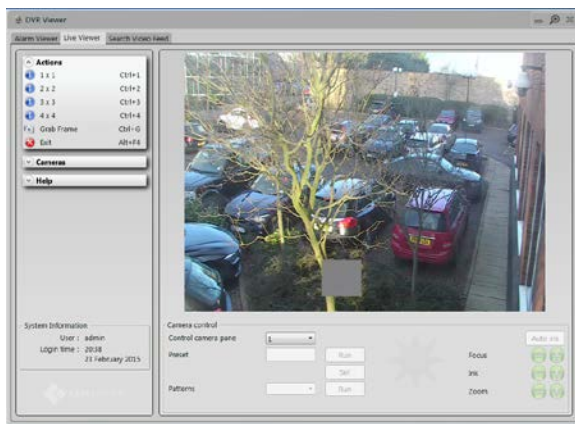 DVR Viewer
Alarm Viewer Live Viewer Search Video Feed
Actions
1 x 1 Ctrl+1
2 x 2 Ctrl+2
3 x 3 Ctrl+3
4 x 4 Ctrl+4
Grab Frame Ctrl-G
Exit Alt+F4
Cameras
Help
System Information
User : admin
Login time : 20:38
21 February 2015
Camera control
Control camera pane 1
Preset Run
Set
Patterns Run
Auto Iris
Focus
Iris
Zoom